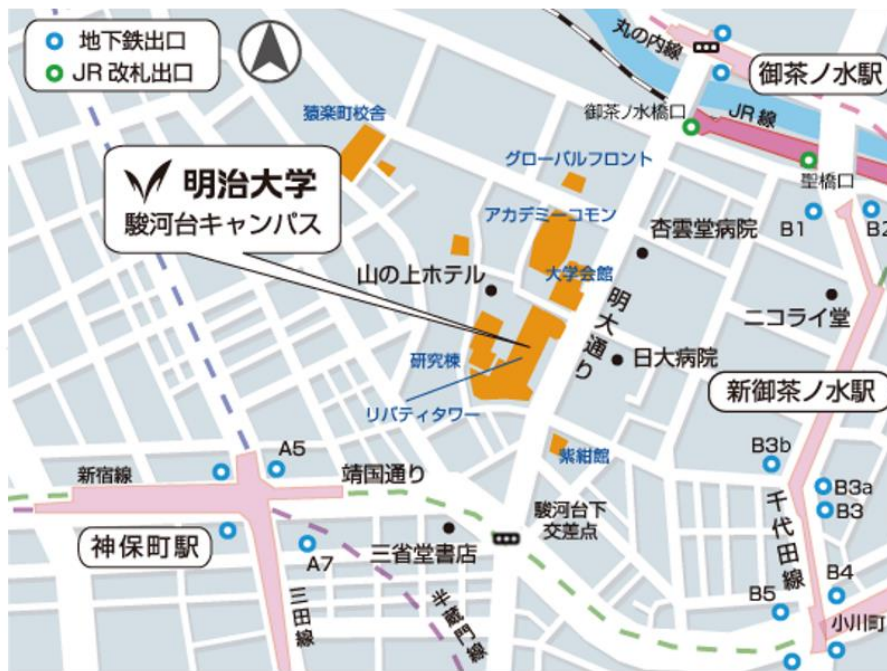 地下鉄出口
JR改札出口
丸の内線
御茶ノ水駅
御茶ノ水橋口
JR線
聖橋口
猿楽町校舎
グローバルフロント
明治大学
駿河台キャンパス
アカデミーコモン
杏雲堂病院
B1
B2
山の上ホテル
大学会館
明大通り
ニコライ堂
研究棟
日大病院
リバティタワー
新御茶ノ水駅
紫紺館
B3b
A5
新宿線
靖国通り
B3a
B3
駿河台下
交差点
千代田線
神保町駅
三省堂書店
A7
三田線
半蔵門線
B5
B4
小川町